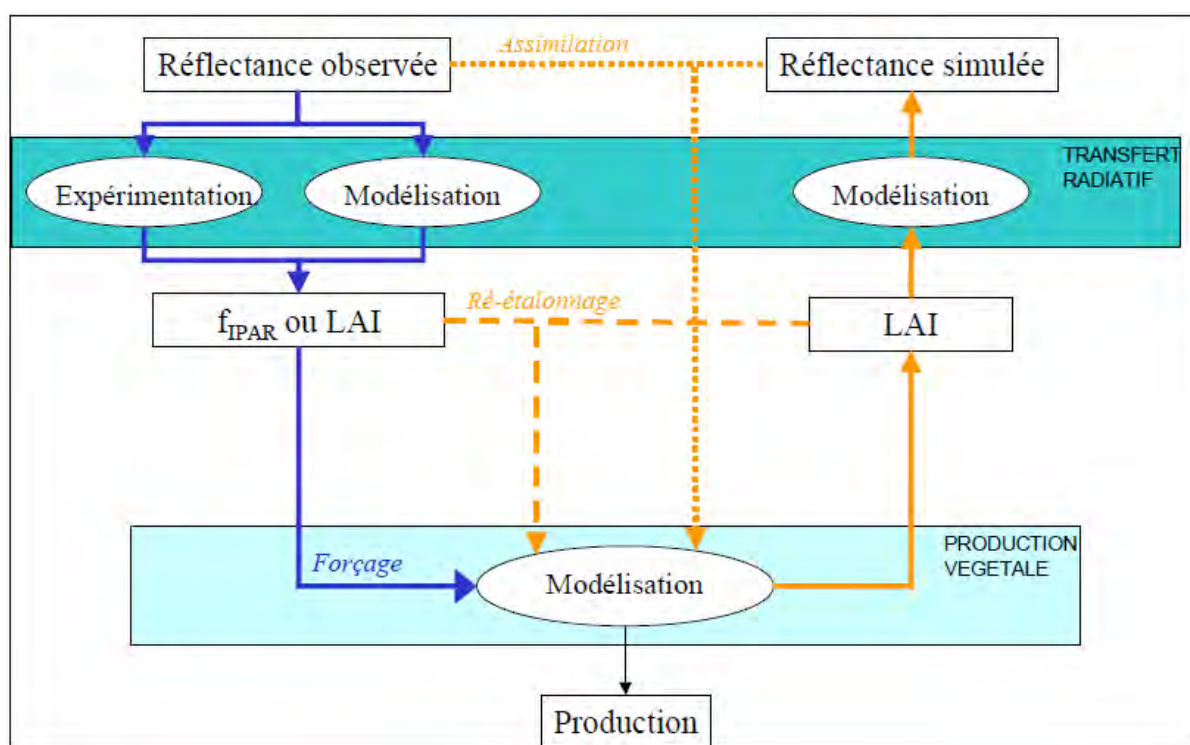 Assimilation
Réflectance observée
Réflectance simulée
TRANSFERT
RADIATIF
Expérimentation
Modélisation
Modélisation
Ré-étalonnage
fIPAR ou LAI
LAI
PRODUCTION
VEGETALE
Forçage
Modélisation
Production